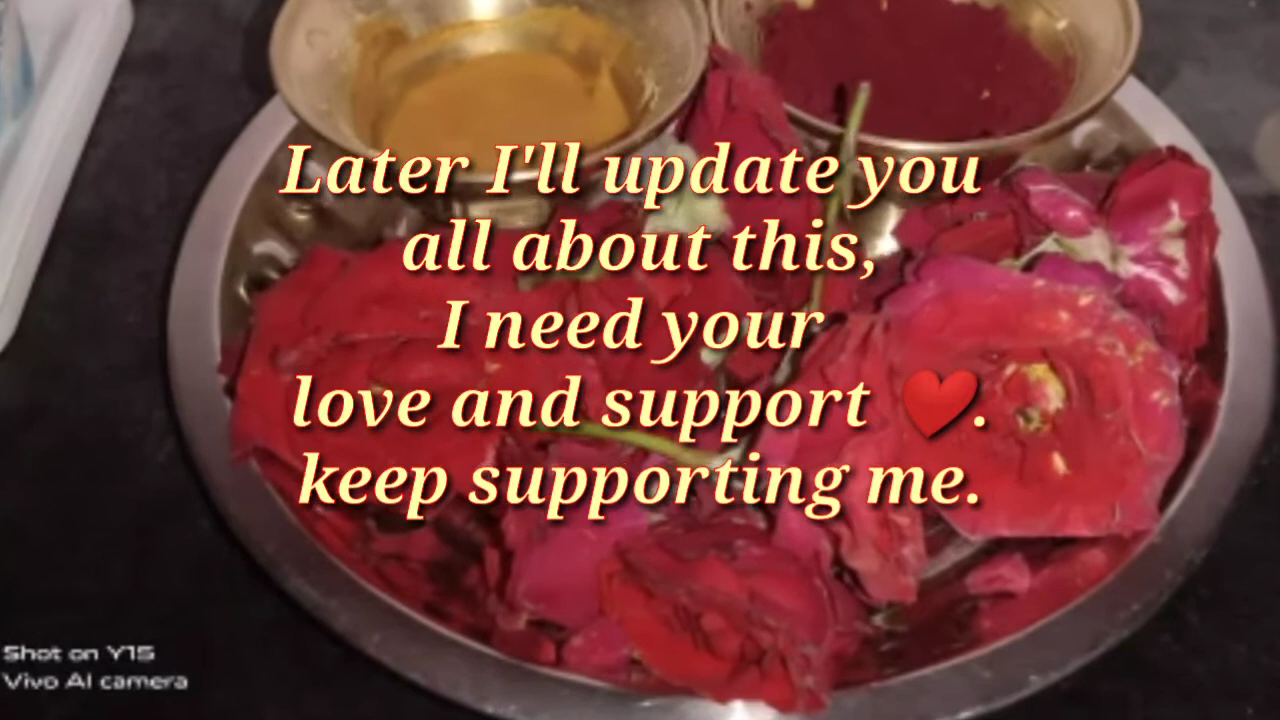 Later I'll update you
all about this,
I need your
love and support ❤️.
keep supporting me.
Shot on Y15
Vivo AI camera